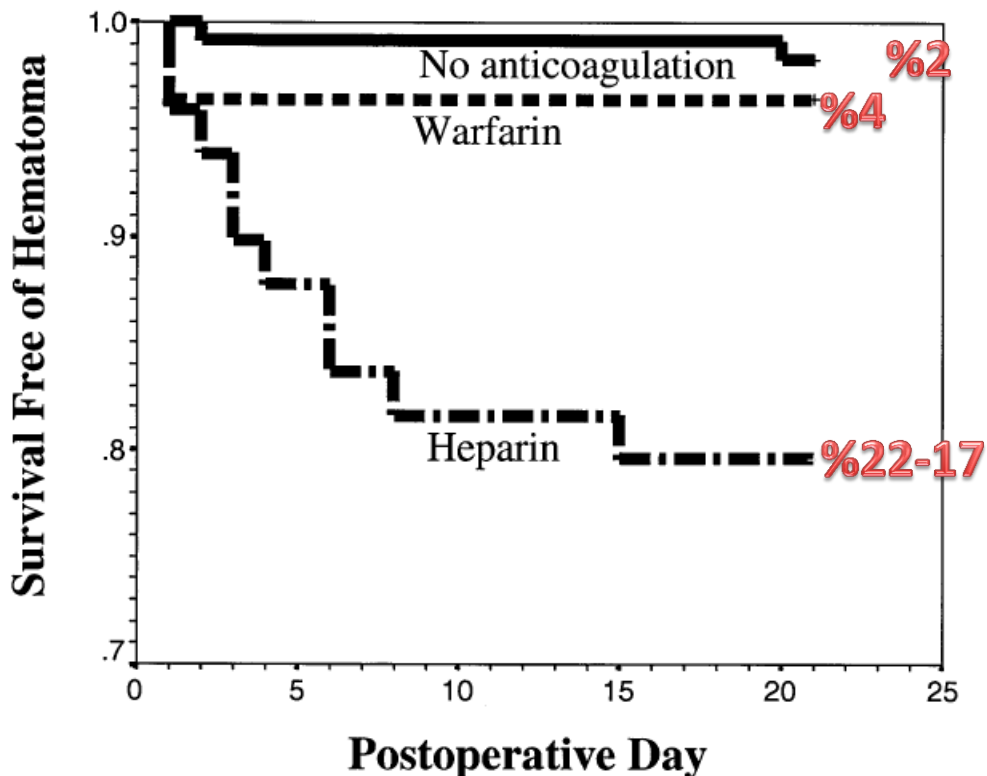 1.0
%2
No anticoagulation
%4
Warfarin
Survival Free of Hematoma
.9
.8
Heparin
%22-17
.7
0 5 10 15 20 25
Postoperative Day